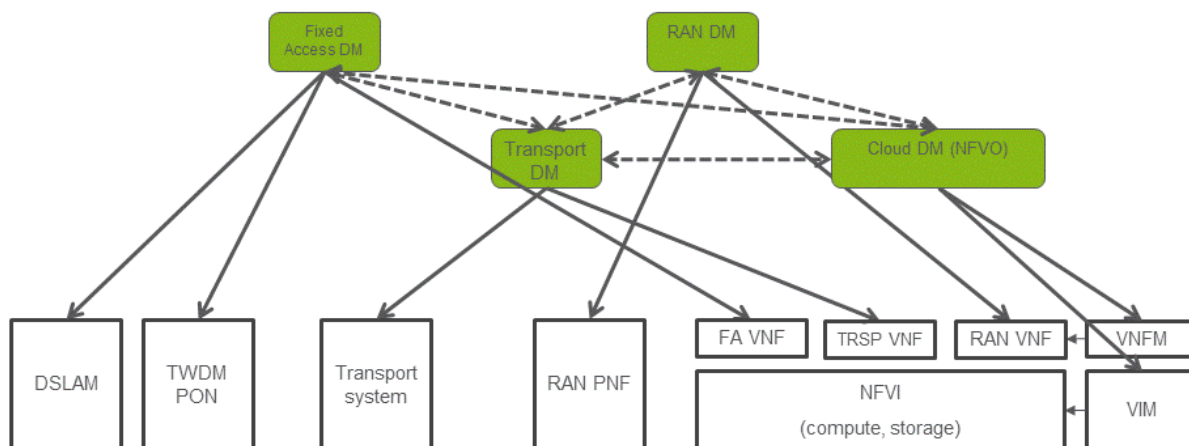 Fixed
Access DM
RAN DM
Transport
DM
Cloud DM (NFVO)
DSLAM
TWDM
PON
Transport
system
RAN PNF
FA VNF
TRSP VNF
RAN VNF
VNFM
NFVI
(compute, storage)
VIM